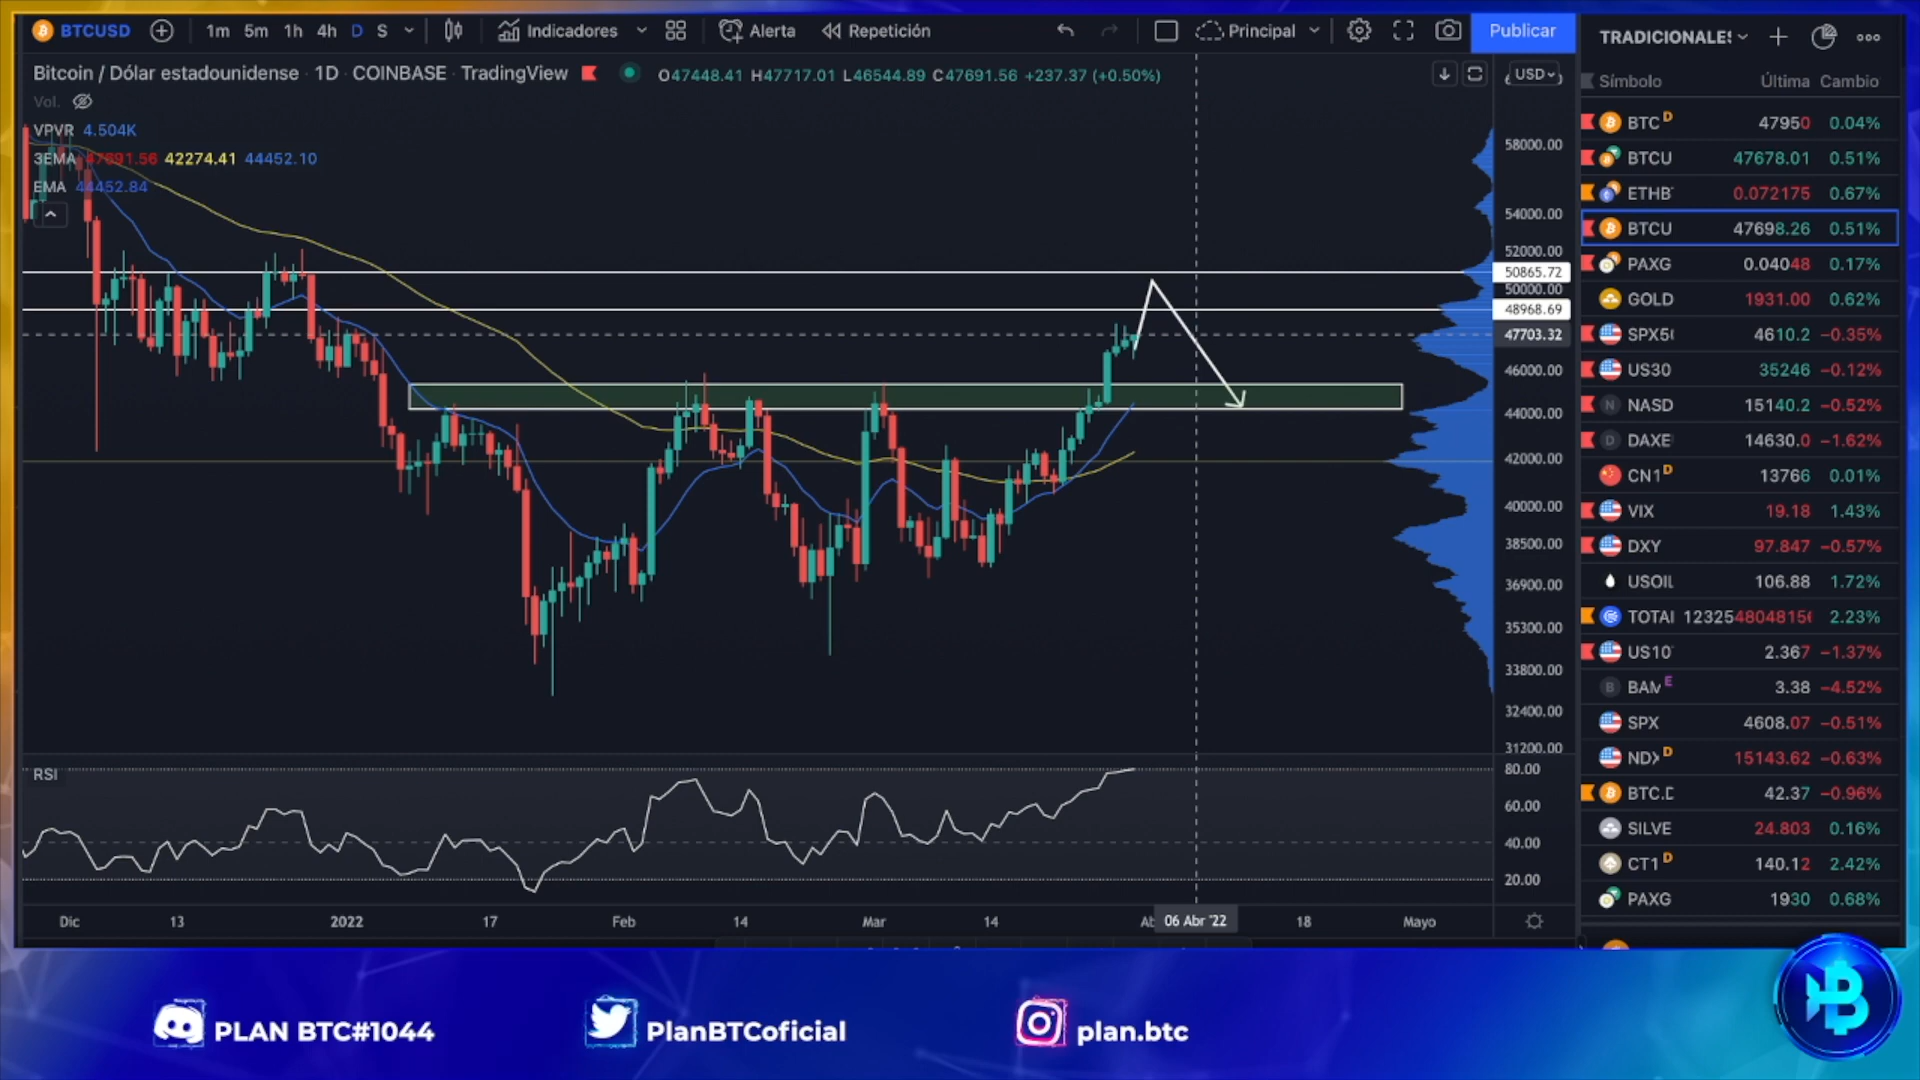 BTCUSD 1m 5m 1h 4h D S Indicadores Alerta Repetición Principal Publicar
TRADICIONALES
Bitcoin / Dólar estadounidense · 1D · COINBASE · TradingView O47448.41 H47717.01 L46544.89 C47691.56 +237.37 (+0.50%)
USD
Vol.
VPVR 4.504K
3EMA 47691.56 42274.41 44452.10
EMA 44452.84
58000.00
54000.00
52000.00
50865.72
50000.00
48968.69
47703.32
46000.00
44000.00
42000.00
40000.00
38500.00
36900.00
35300.00
33800.00
32400.00
31200.00
RSI
80.00
60.00
40.00
20.00
Dic 13 2022 17 Feb 14 Mar 14 Ab 06 Abr '22 18 Mayo
Símbolo Última Cambio
BTC D 47950 0.04%
BTCU 47678.01 0.51%
ETHB 0.072175 0.67%
BTCU 47698.26 0.51%
PAXG 0.04048 0.17%
GOLD 1931.00 0.62%
SPX5 4610.2 −0.35%
US30 35246 −0.12%
N NASD 15140.2 −0.52%
D DAXE 14630.0 −1.62%
CN1 D 13766 0.01%
VIX 19.18 1.43%
DXY 97.847 −0.57%
USOIL 106.88 1.72%
TOTAL 12325480481 2.23%
US10 2.367 −1.37%
B BAM E 3.38 −4.52%
SPX 4608.07 −0.51%
NDX D 15143.62 −0.63%
BTC.D 42.37 −0.96%
SILVE 24.803 0.16%
CT1 D 140.12 2.42%
PAXG 1930 0.68%
PLAN BTC#1044
PlanBTCoficial
plan.btc